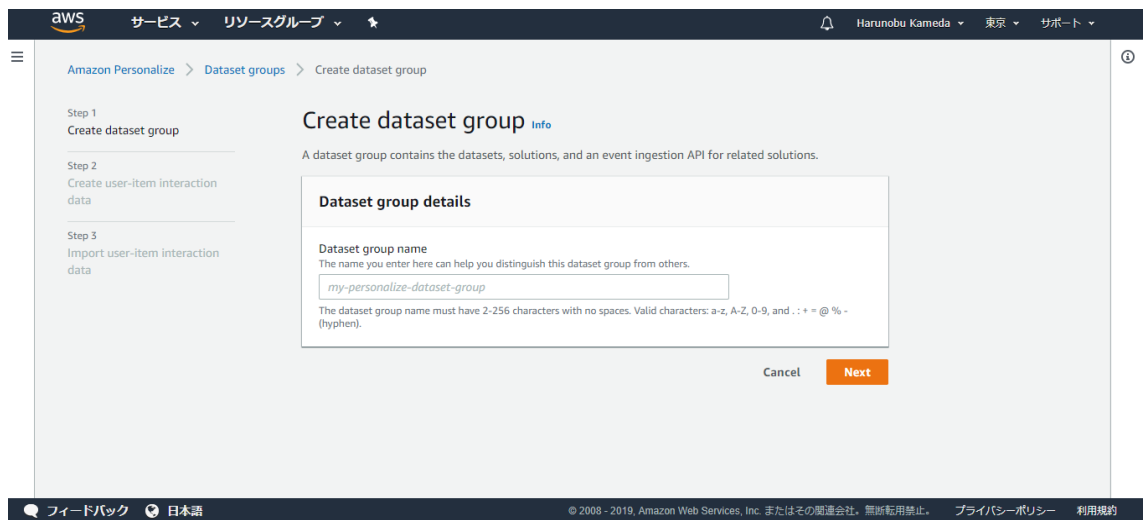 aws サービス リソースグループ Harunobu Kameda 東京 サポート
Amazon Personalize > Dataset groups > Create dataset group
Step 1
Create dataset group
Step 2
Create user-item interaction
data
Step 3
Import user-item interaction
data
Create dataset group Info
A dataset group contains the datasets, solutions, and an event ingestion API for related solutions.
Dataset group details
Dataset group name
The name you enter here can help you distinguish this dataset group from others.
my-personalize-dataset-group
The dataset group name must have 2-256 characters with no spaces. Valid characters: a-z, A-Z, 0-9, and . : + = @ % -
(hyphen).
Cancel Next
フィードバック 日本語 © 2008 - 2019, Amazon Web Services, Inc. またはその関連会社。無断転用禁止。 プライバシーポリシー 利用規約